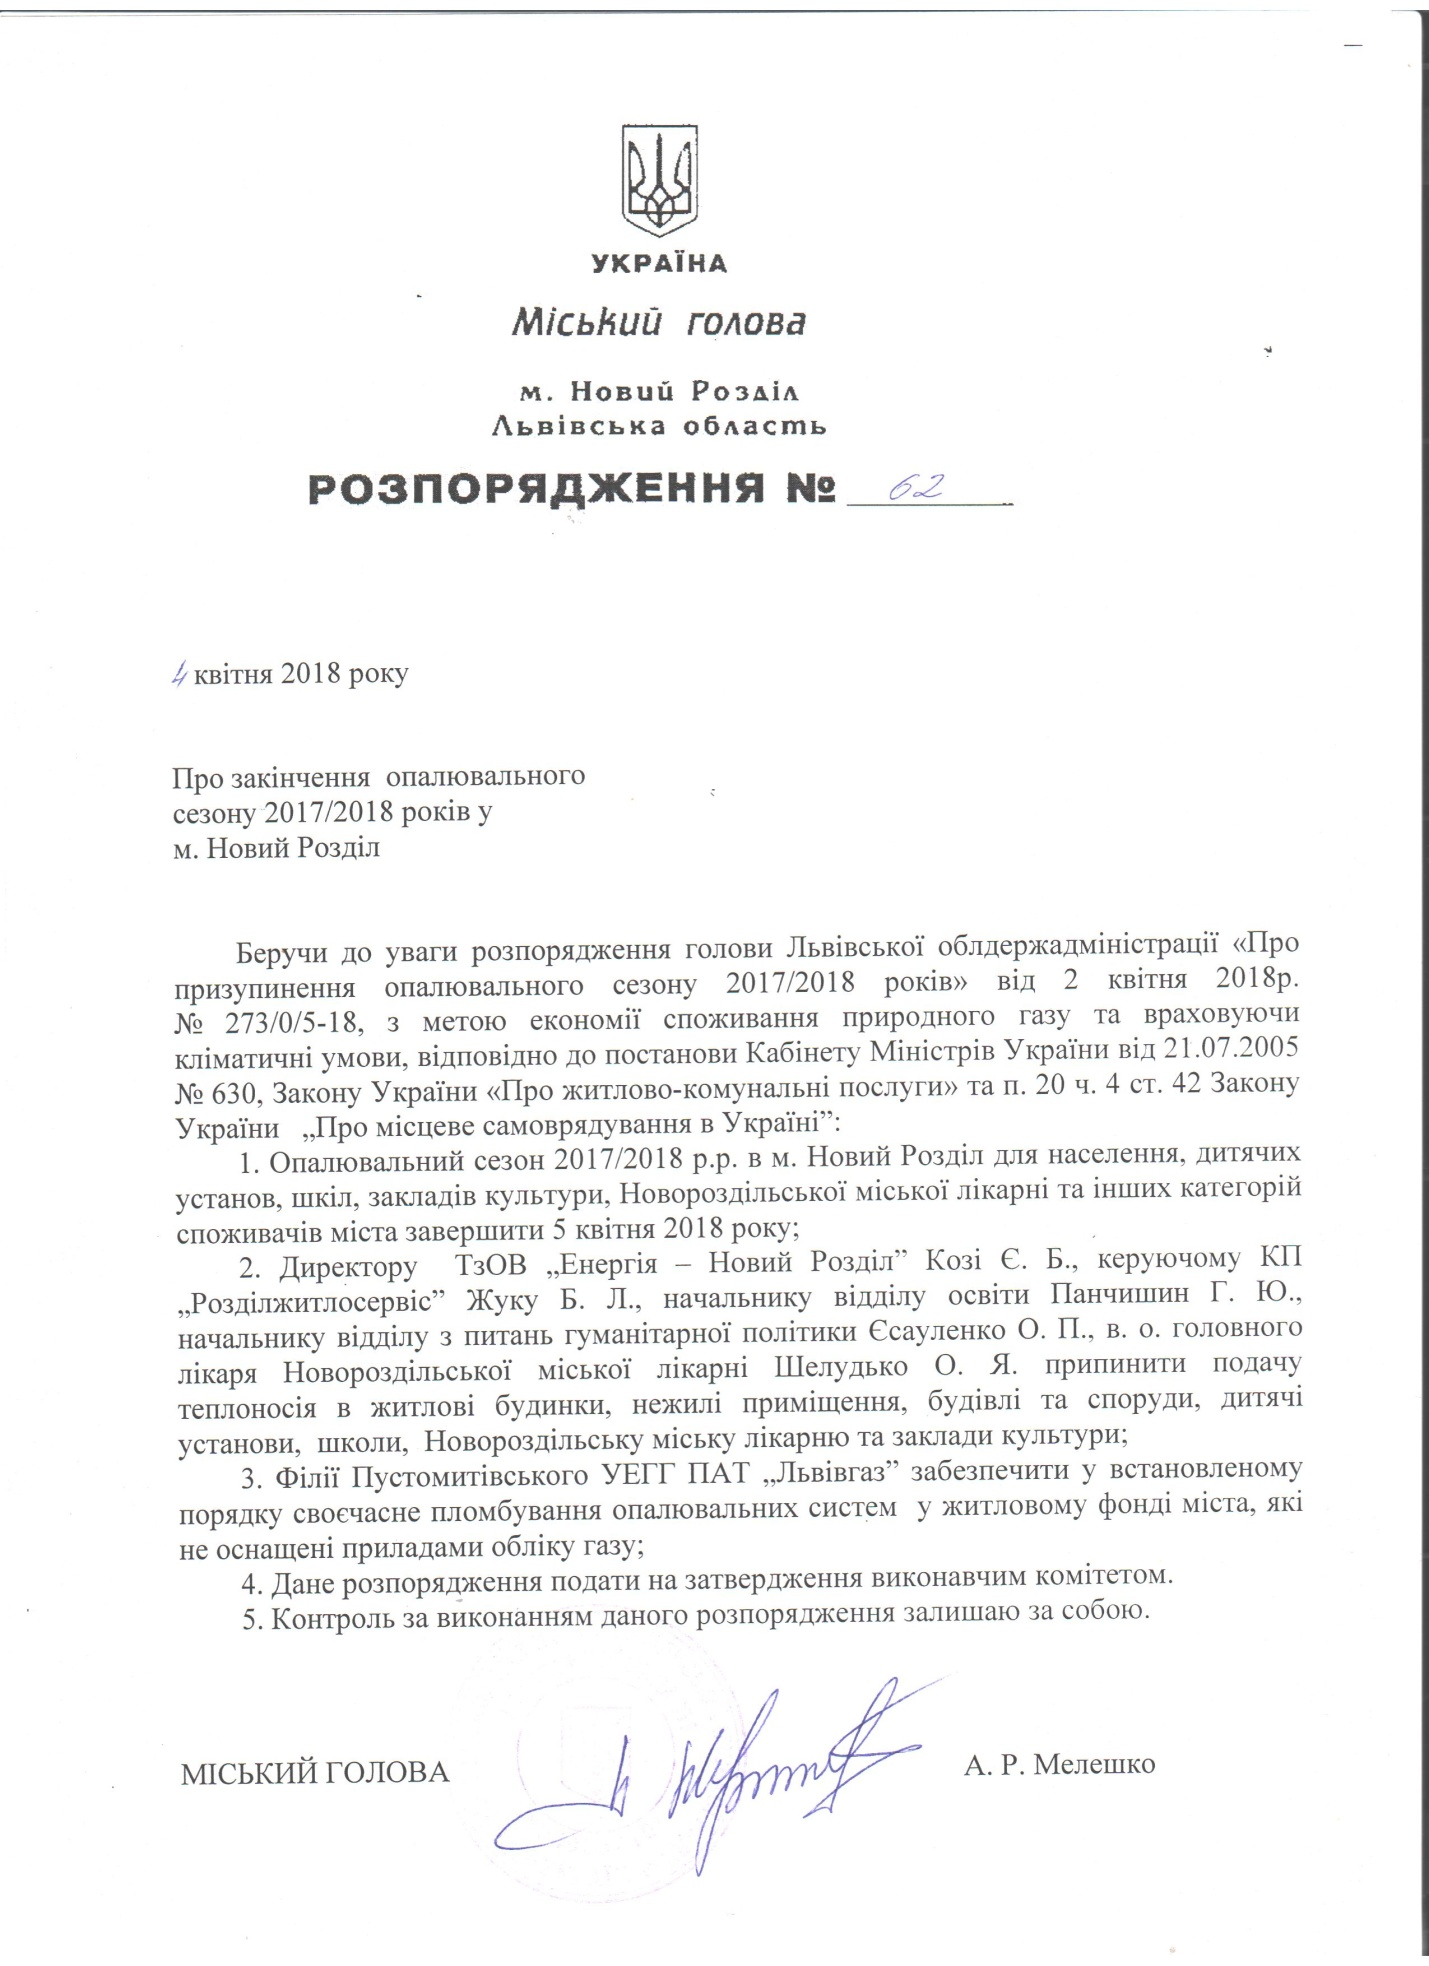 УКРАЇНА
Міський голова
м. Новий Розділ
Львівська область
РОЗПОРЯДЖЕННЯ № 62
4 квітня 2018 року
Про закінчення опалювального
сезону 2017/2018 років у
м. Новий Розділ
Беручи до уваги розпорядження голови Львівської облдержадміністрації «Про
призупинення опалювального сезону 2017/2018 років» від 2 квітня 2018р.
№ 273/0/5-18, з метою економії споживання природного газу та враховуючи
кліматичні умови, відповідно до постанови Кабінету Міністрів України від 21.07.2005
№ 630, Закону України «Про житлово-комунальні послуги» та п. 20 ч. 4 ст. 42 Закону
України „Про місцеве самоврядування в Україні”:
1. Опалювальний сезон 2017/2018 р.р. в м. Новий Розділ для населення, дитячих
установ, шкіл, закладів культури, Новороздільської міської лікарні та інших категорій
споживачів міста завершити 5 квітня 2018 року;
2. Директору ТзОВ „Енергія – Новий Розділ” Козі Є. Б., керуючому КП
„Розділжитлосервіс” Жуку Б. Л., начальнику відділу освіти Панчишин Г. Ю.,
начальнику відділу з питань гуманітарної політики Єсауленко О. П., в. о. головного
лікаря Новороздільської міської лікарні Шелудько О. Я. припинити подачу
теплоносія в житлові будинки, нежилі приміщення, будівлі та споруди, дитячі
установи, школи, Новороздільську міську лікарню та заклади культури;
3. Філії Пустомитівського УЕГГ ПАТ „Львівгаз” забезпечити у встановленому
порядку своєчасне пломбування опалювальних систем у житловому фонді міста, які
не оснащені приладами обліку газу;
4. Дане розпорядження подати на затвердження виконавчим комітетом.
5. Контроль за виконанням даного розпорядження залишаю за собою.
МІСЬКИЙ ГОЛОВА А. Р. Мелешко